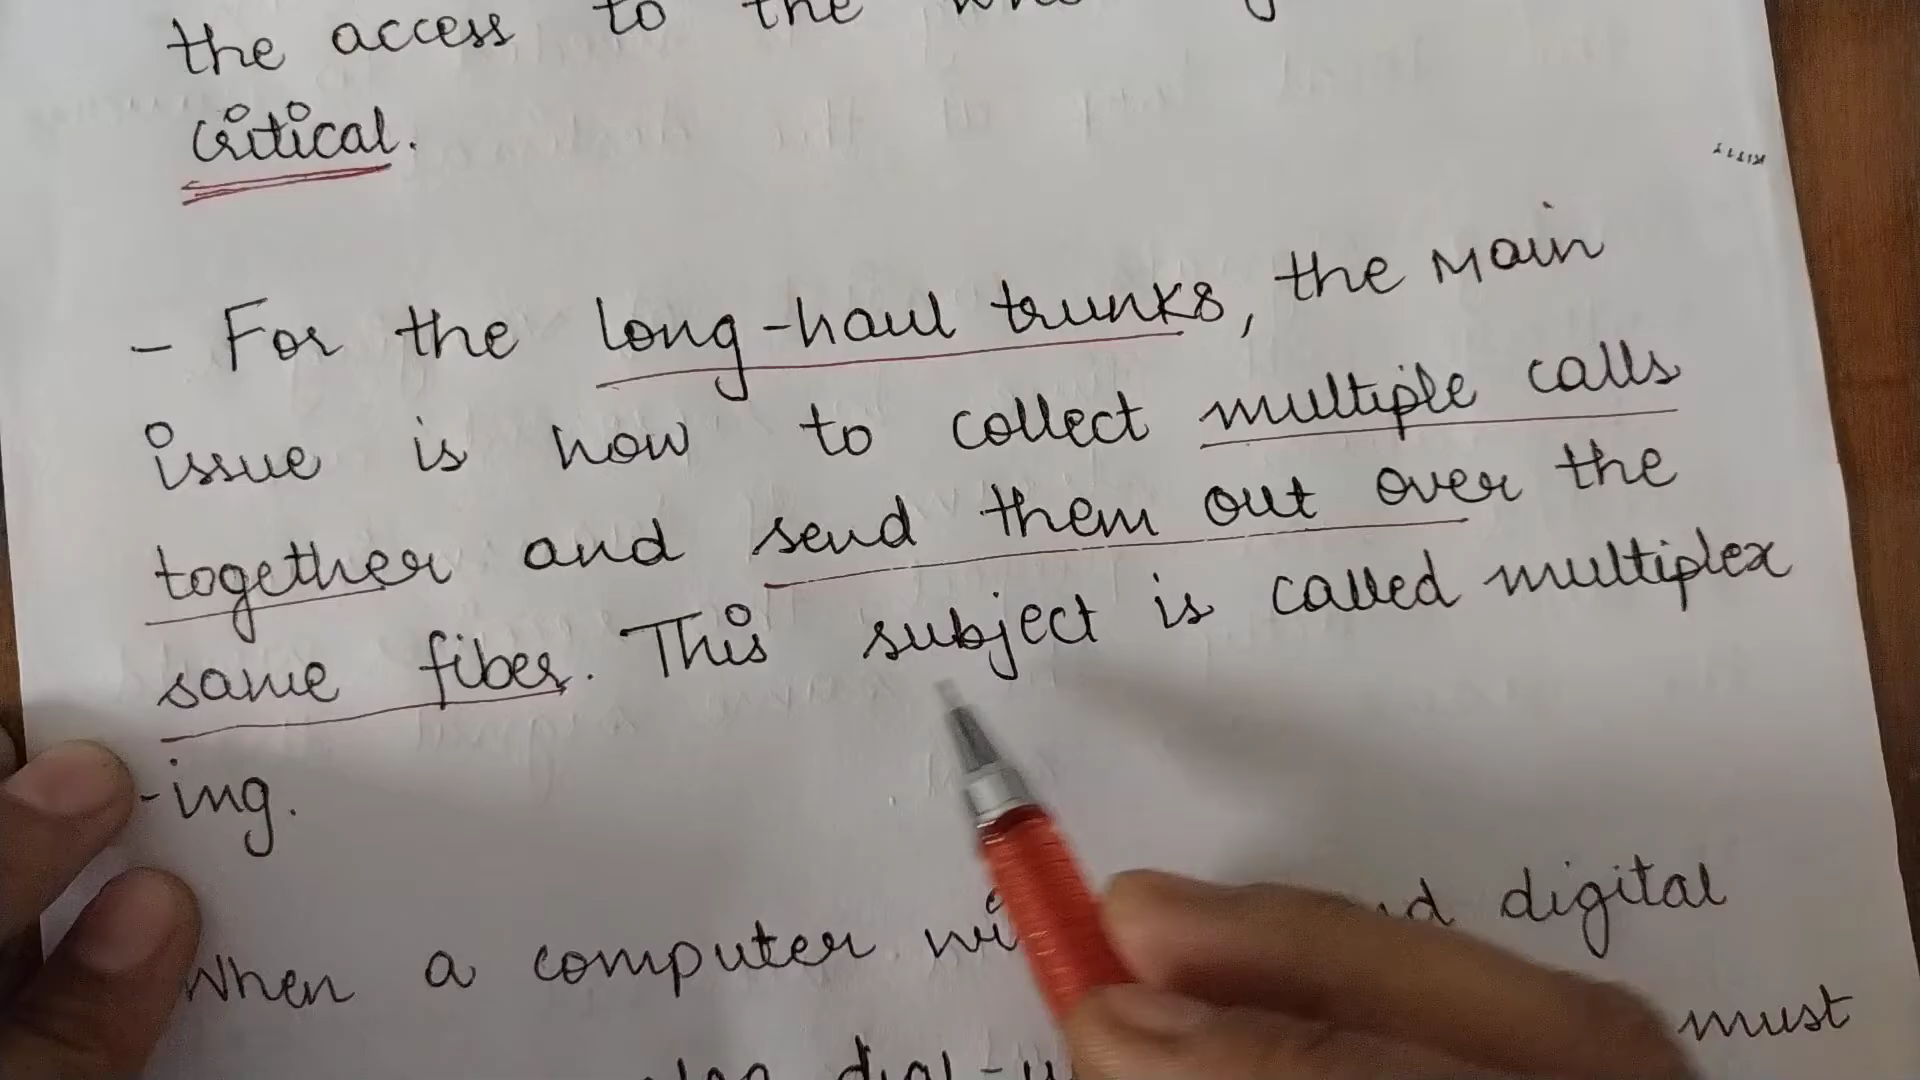 the access to the
critical.
- For the long-haul trunks, the main
issue is how to collect multiple calls
together and send them out over the
same fiber. This subject is called multiplex
-ing.
When a computer digital
must